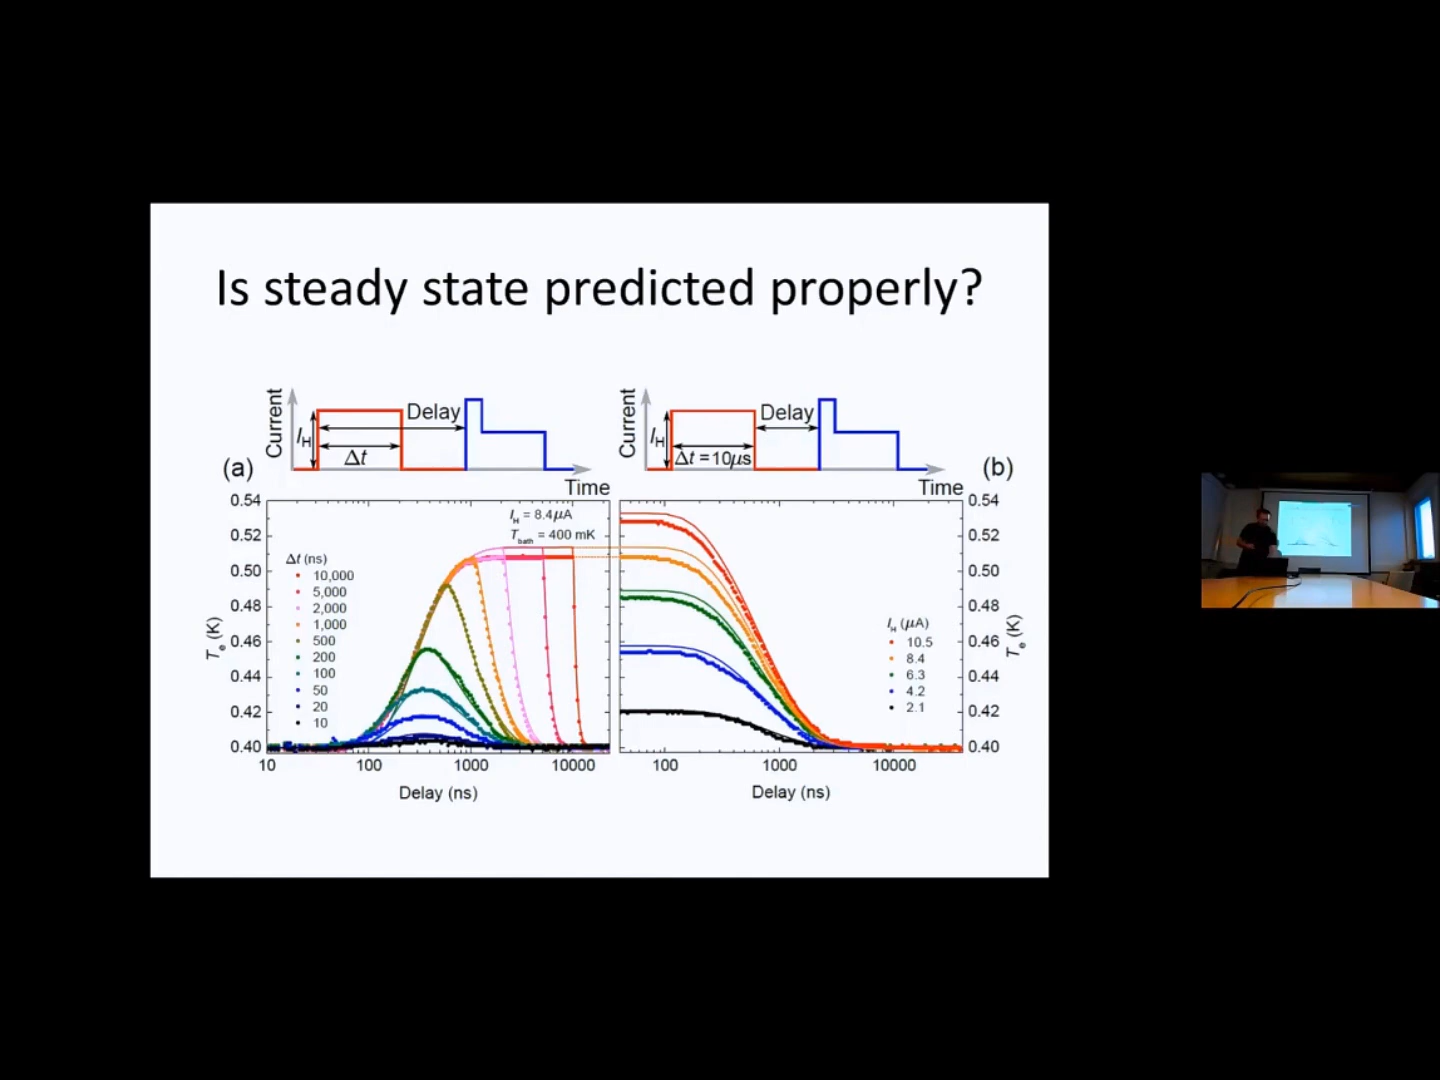 Is steady state predicted properly?
Current
I_H
Delay
Δt
(a)
Time
Current
I_H
Delay
Δt =10μs
(b)
Time
0.54
0.52
0.50
0.48
0.46
0.44
0.42
0.40
T_e (K)
I_H = 8.4μA
T_bath = 400 mK
Δt (ns)
10,000
5,000
2,000
1,000
500
200
100
50
20
10
10
100
1000
10000
Delay (ns)
I_H (μA)
10.5
8.4
6.3
4.2
2.1
100
1000
10000
Delay (ns)
0.54
0.52
0.50
0.48
0.46
0.44
0.42
0.40
T_e (K)